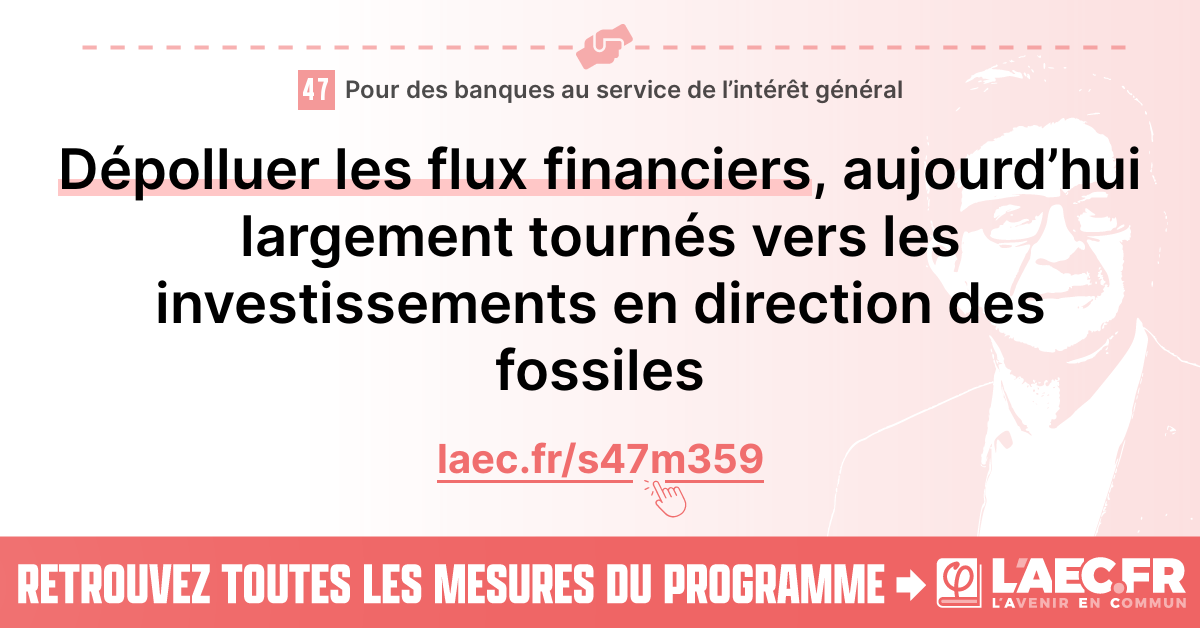 47 Pour des banques au service de l’intérêt général
Dépolluer les flux financiers, aujourd’hui
largement tournés vers les
investissements en direction des
fossiles
laec.fr/s47m359
RETROUVEZ TOUTES LES MESURES DU PROGRAMME
φ L'AEC.FR
L'AVENIR EN COMMUN